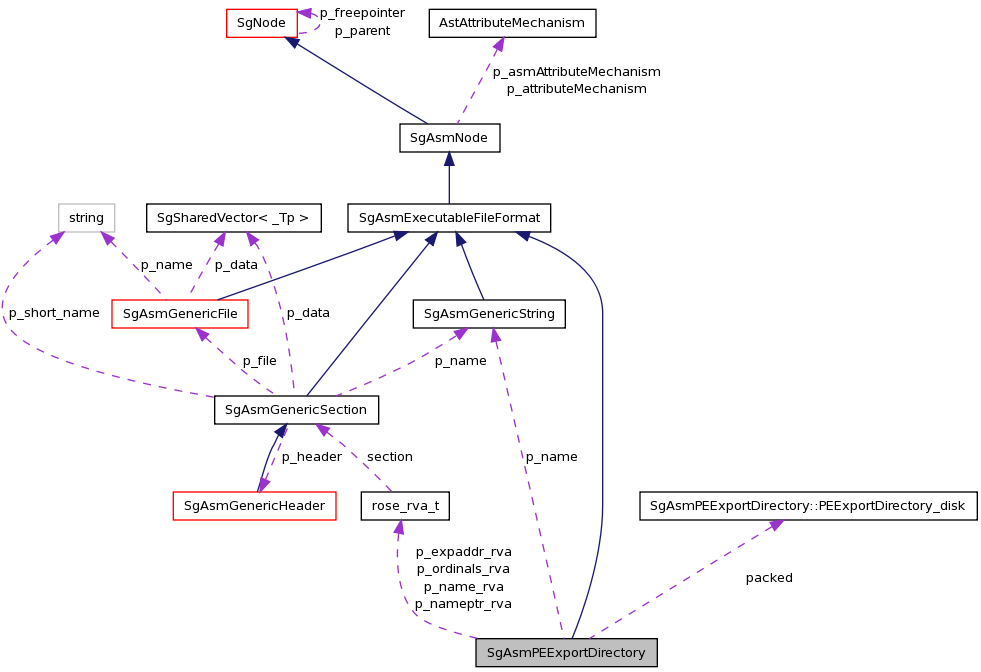 SgNode
p_freepointer
p_parent
AstAttributeMechanism
p_asmAttributeMechanism
p_attributeMechanism
SgAsmNode
string
SgSharedVector< _Tp >
SgAsmExecutableFileFormat
p_name
p_data
p_short_name
SgAsmGenericFile
p_data
SgAsmGenericString
p_file
p_name
SgAsmGenericSection
p_header
section
p_name
SgAsmGenericHeader
rose_rva_t
SgAsmPEExportDirectory::PEExportDirectory_disk
p_expaddr_rva
p_ordinals_rva
p_name_rva
p_nameptr_rva
packed
SgAsmPEExportDirectory